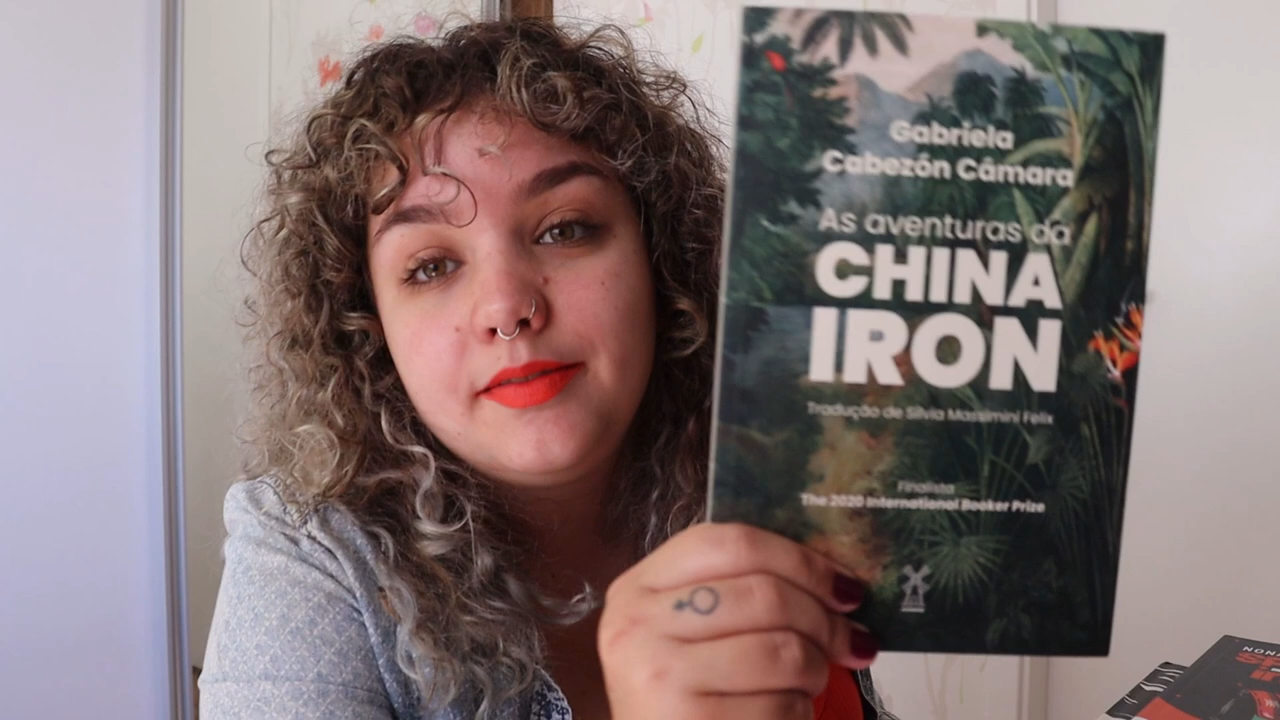 Gabriela
Cabezón Cámara
As aventuras da
CHINA
IRON
Tradução de Silvia Massimini Felix
Finalista
The 2020 International Booker Prize